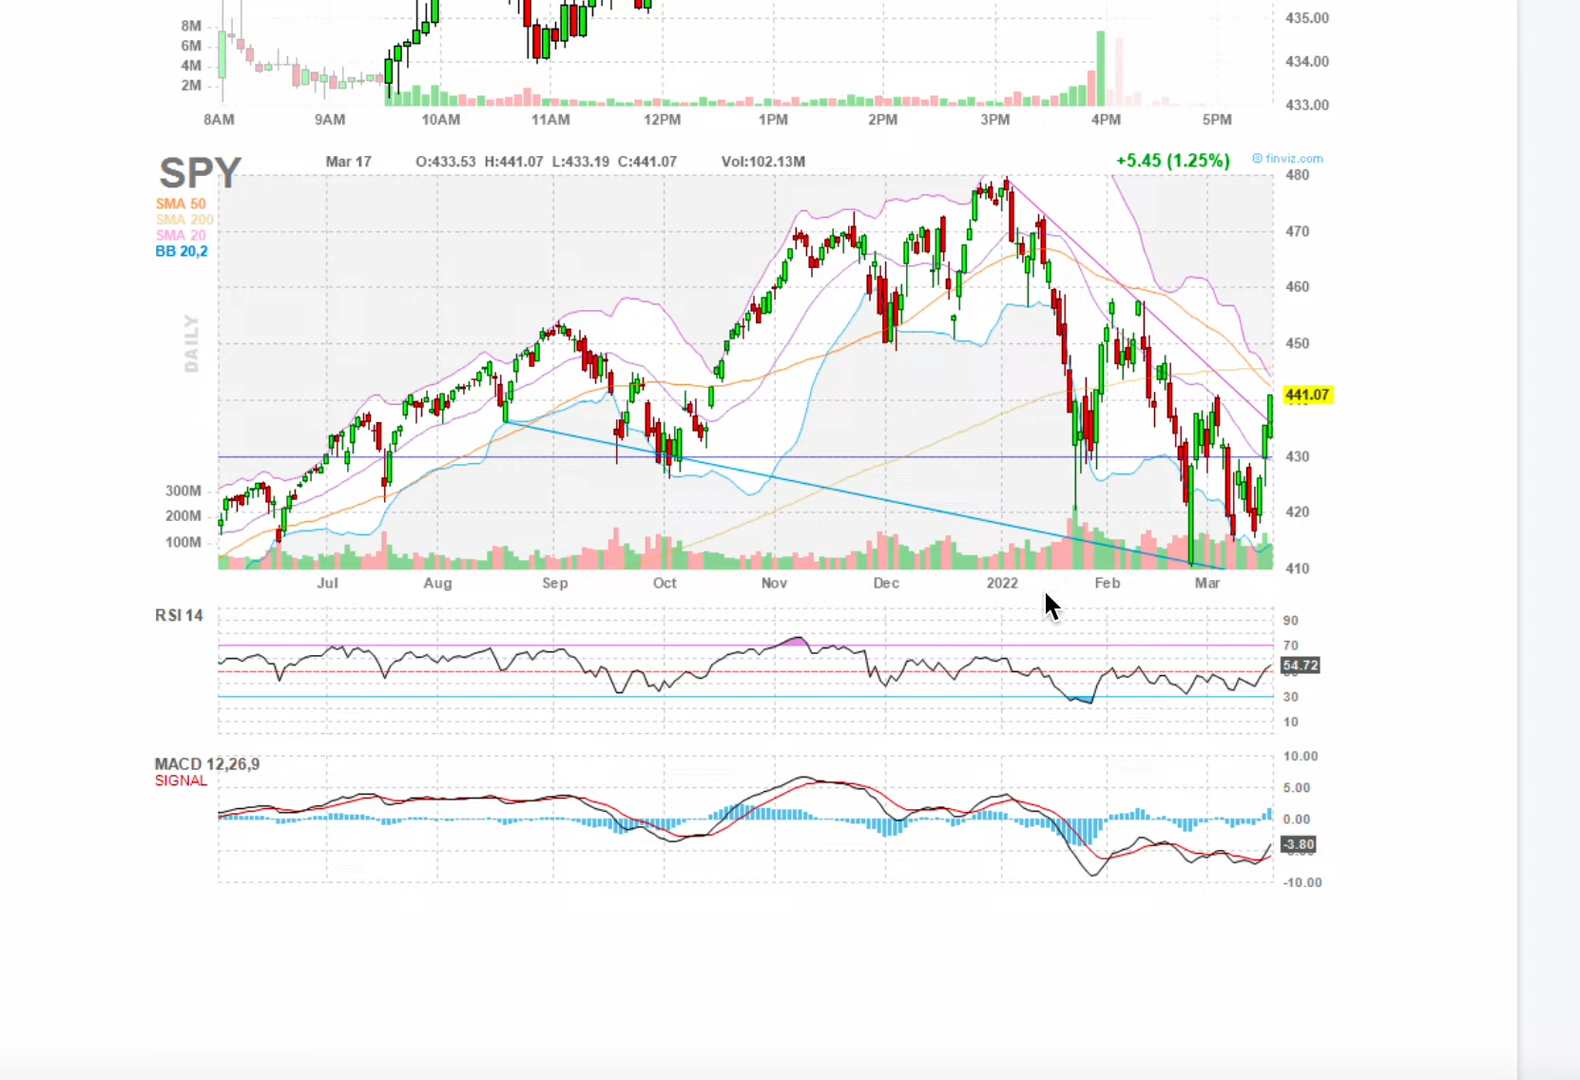 435.00
8M
6M
4M
434.00
2M
433.00
8AM 9AM 10AM 11AM 12PM 1PM 2PM 3PM 4PM 5PM
SPY Mar 17 O:433.53 H:441.07 L:433.19 C:441.07 Vol:102.13M +5.45 (1.25%) © finviz.com
480
SMA 50
SMA 200
SMA 20
470
BB 20,2
460
DAILY
450
441.07
430
300M
200M
420
100M
410
Jul Aug Sep Oct Nov Dec 2022 Feb Mar
RSI 14
90
70
54.72
30
10
MACD 12,26,9
10.00
SIGNAL
5.00
0.00
-3.80
-10.00